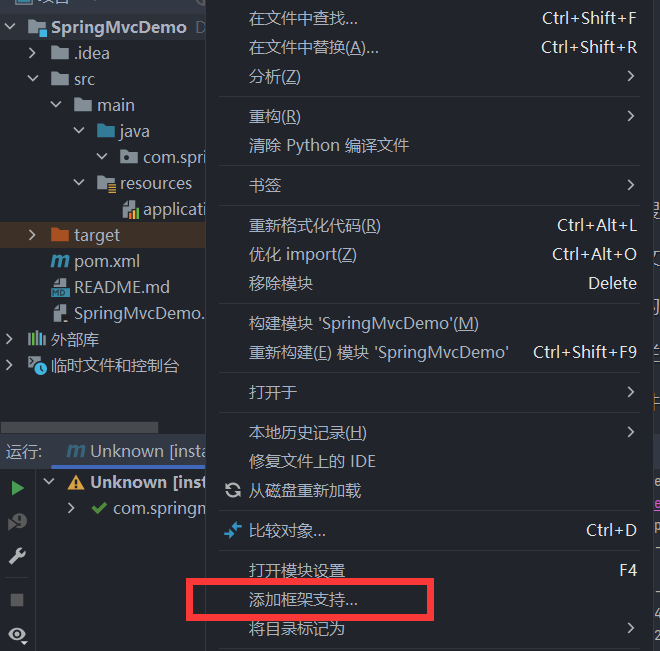 SpringMvcDemo
.idea
src
main
java
com.spri
resources
applicati
target
pom.xml
README.md
SpringMvcDemo.
外部库
临时文件和控制台
运行:
Unknown [insta
Unknown [inst
com.springm
在文件中查找... Ctrl+Shift+F
在文件中替换(A)... Ctrl+Shift+R
分析(Z)
重构(R)
清除 Python 编译文件
书签
重新格式化代码(R) Ctrl+Alt+L
优化 import(Z) Ctrl+Alt+O
移除模块 Delete
构建模块 'SpringMvcDemo'(M)
重新构建(E) 模块 'SpringMvcDemo' Ctrl+Shift+F9
打开于
本地历史记录(H)
修复文件上的 IDE
从磁盘重新加载
比较对象... Ctrl+D
打开模块设置 F4
添加框架支持...
将目录标记为